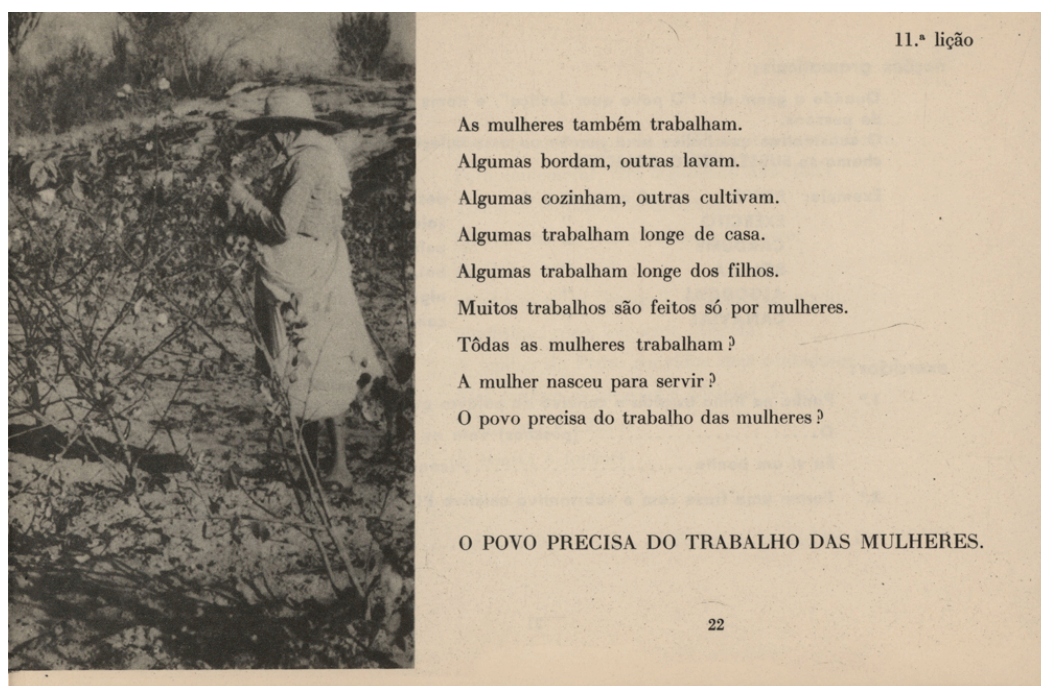 11.ª lição
As mulheres também trabalham.
Algumas bordam, outras lavam.
Algumas cozinham, outras cultivam.
Algumas trabalham longe de casa.
Algumas trabalham longe dos filhos.
Muitos trabalhos são feitos só por mulheres.
Tôdas as mulheres trabalham?
A mulher nasceu para servir?
O povo precisa do trabalho das mulheres?
O POVO PRECISA DO TRABALHO DAS MULHERES.
22